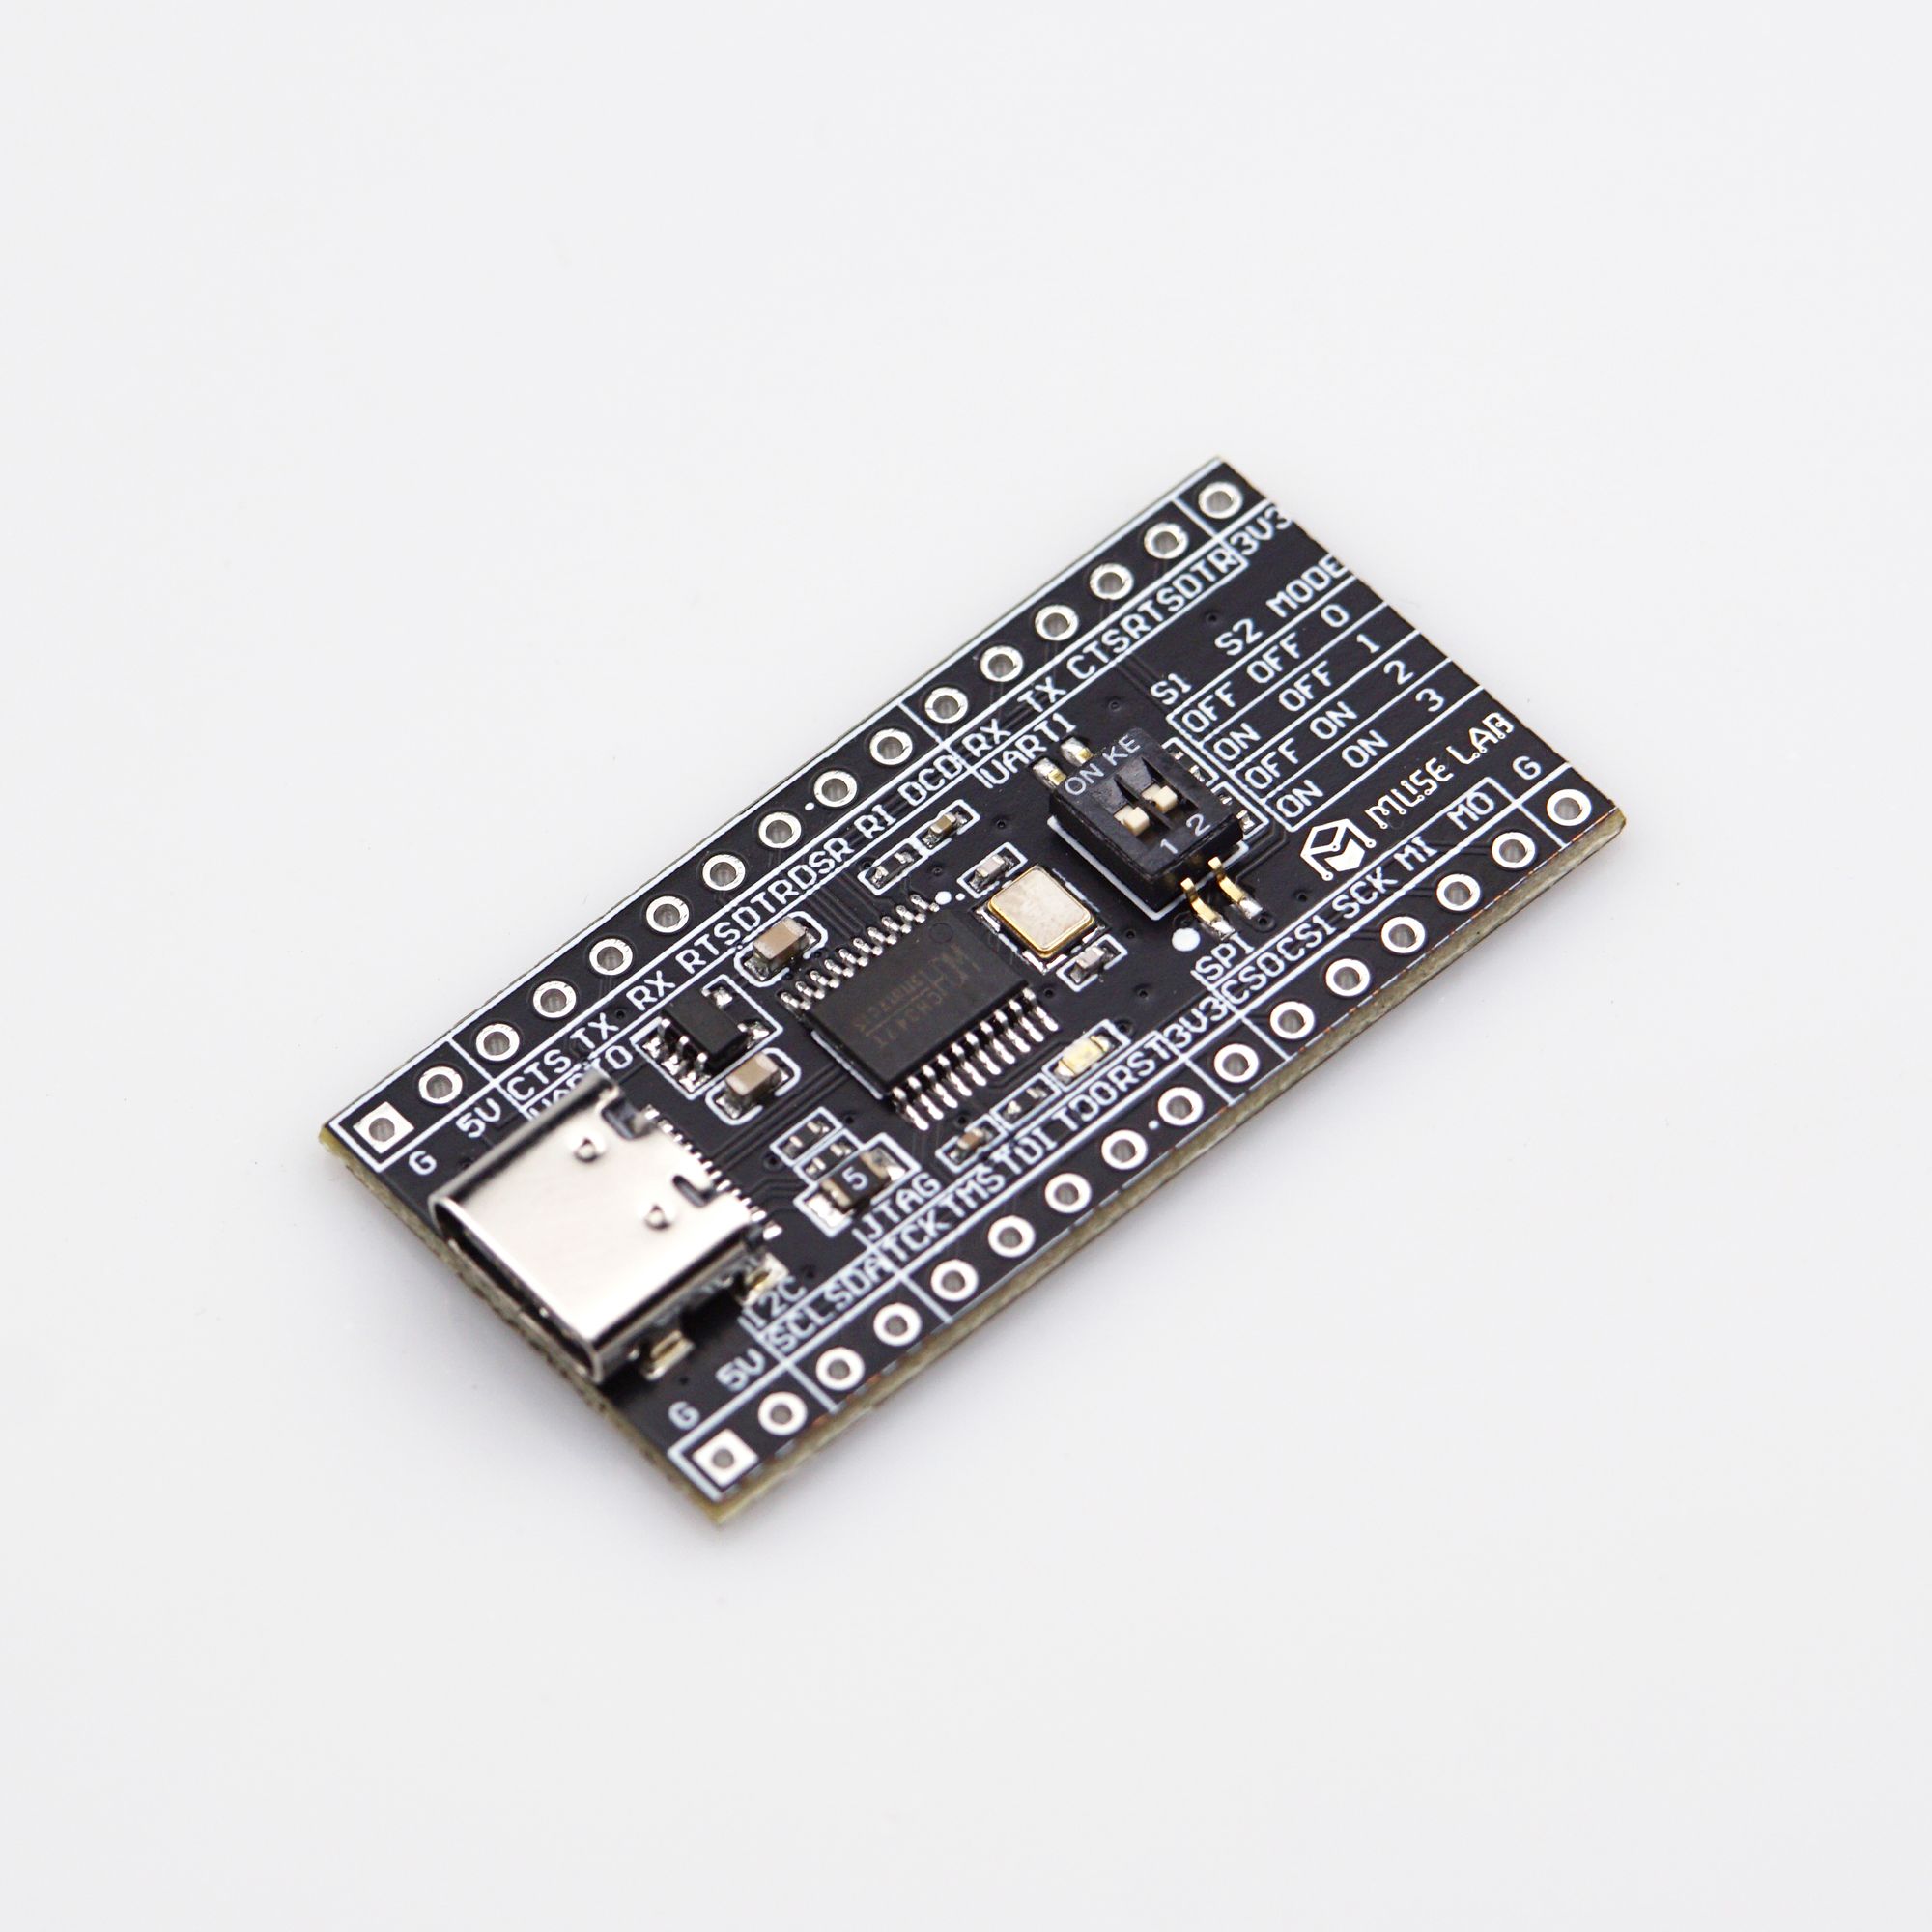 3V3
CTS RTS DTR
RX TX
UART1
CTS TX RX RTS DTR DSR RI DCD
UART0
5V
G
S1 S2 MODE
OFF OFF 0
ON OFF 1
OFF ON 2
ON ON 3
MUSE LAB
ON KE
1 2
WCH
CH347T
5
G
CS0 CS1 SCK MI MO
SPI
3V3
TCK TMS TDI TDO RST
JTAG
SCL SDA
I2C
5V
G